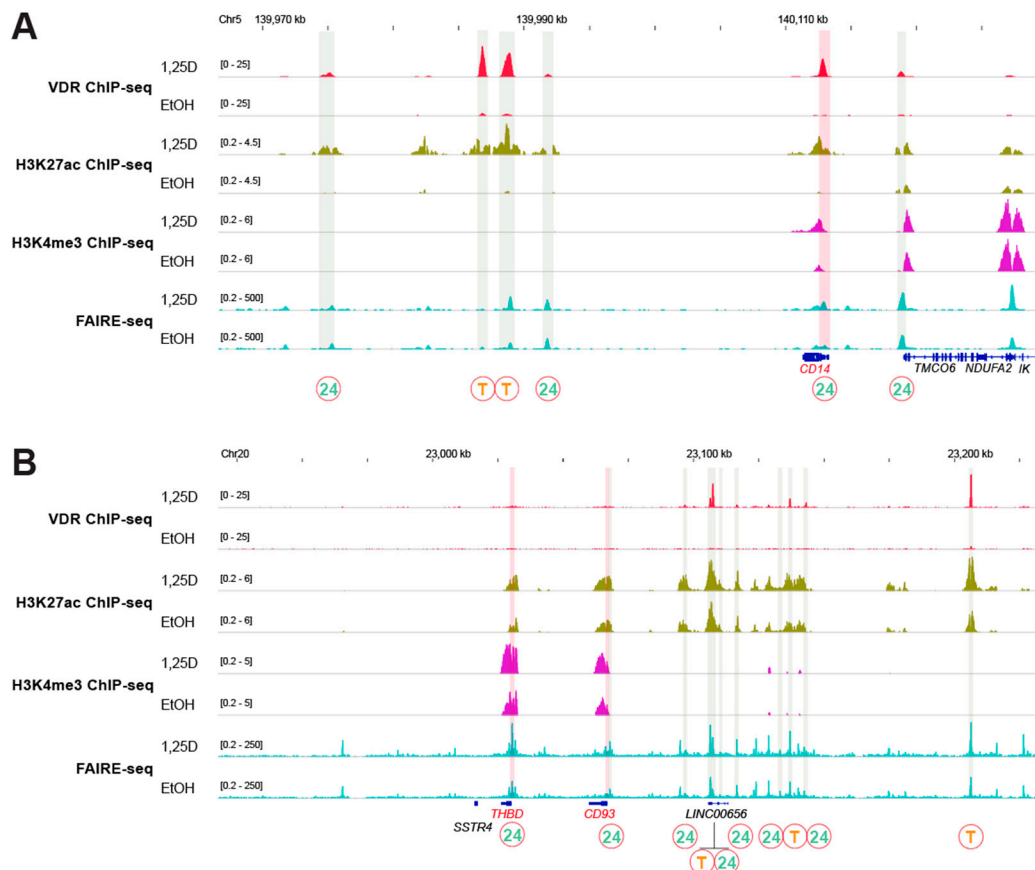 A
Chr5 139,970 kb 139,990 kb 140,110 kb
1,25D [0 - 25]
VDR ChIP-seq
EtOH [0 - 25]
1,25D [0.2 - 4.5]
H3K27ac ChIP-seq
EtOH [0.2 - 4.5]
1,25D [0.2 - 6]
H3K4me3 ChIP-seq
EtOH [0.2 - 6]
1,25D [0.2 - 500]
FAIRE-seq
EtOH [0.2 - 500]
CD14 TMCO6 NDUFA2 IK
24 T T 24 24 24
B
Chr20 23,000 kb 23,100 kb 23,200 kb
1,25D [0 - 25]
VDR ChIP-seq
EtOH [0 - 25]
1,25D [0.2 - 6]
H3K27ac ChIP-seq
EtOH [0.2 - 6]
1,25D [0.2 - 5]
H3K4me3 ChIP-seq
EtOH [0.2 - 5]
1,25D [0.2 - 250]
FAIRE-seq
EtOH [0.2 - 250]
THBD CD93 LINC00656
SSTR4
24 24 24 24 24 T 24 T
T 24